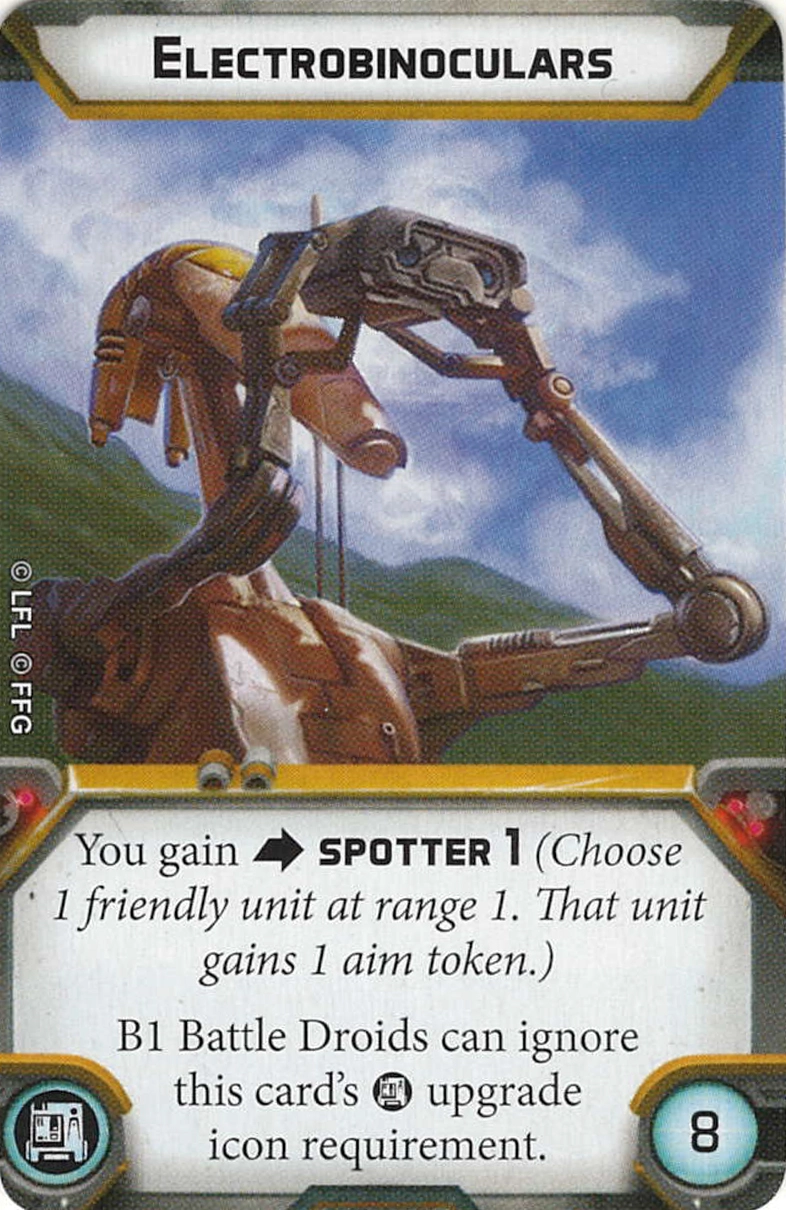 ELECTROBINOCULARS
© LFL © FFG
You gain SPOTTER 1 (Choose
1 friendly unit at range 1. That unit
gains 1 aim token.)
B1 Battle Droids can ignore
this card's upgrade
icon requirement.
8